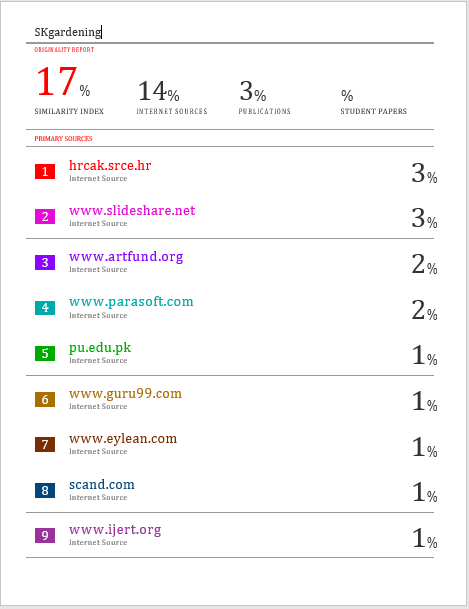 SKgardening
ORIGINALITY REPORT
17% 14% 3% %
SIMILARITY INDEX INTERNET SOURCES PUBLICATIONS STUDENT PAPERS
PRIMARY SOURCES
1 hrcak.srce.hr 3%
Internet Source
2 www.slideshare.net 3%
Internet Source
3 www.artfund.org 2%
Internet Source
4 www.parasoft.com 2%
Internet Source
5 pu.edu.pk 1%
Internet Source
6 www.guru99.com 1%
Internet Source
7 www.eylean.com 1%
Internet Source
8 scand.com 1%
Internet Source
9 www.ijert.org 1%
Internet Source